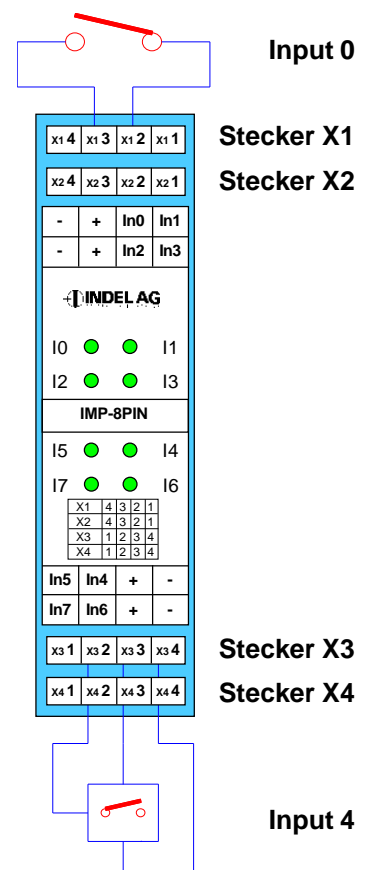 Input 0
x1 4 x1 3 x1 2 x1 1 Stecker X1
x2 4 x2 3 x2 2 x2 1 Stecker X2
- + In0 In1
- + In2 In3
INDEL AG
I0 I1
I2 I3
IMP-8PIN
I5 I4
I7 I6
X1 4 3 2 1
X2 4 3 2 1
X3 1 2 3 4
X4 1 2 3 4
In5 In4 + -
In7 In6 + -
x3 1 x3 2 x3 3 x3 4 Stecker X3
x4 1 x4 2 x4 3 x4 4 Stecker X4
Input 4